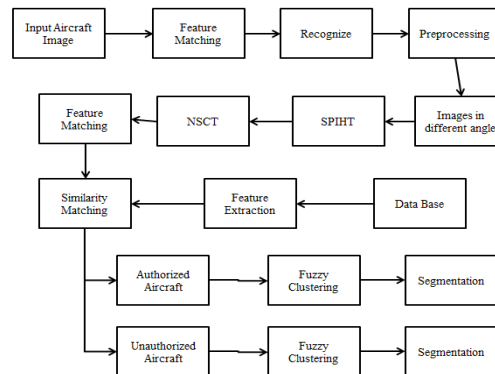 Input Aircraft
Image
Feature
Matching
Recognize
Preprocessing
Feature
Matching
NSCT
SPIHT
Images in
different angle
Similarity
Matching
Feature
Extraction
Data Base
Authorized
Aircraft
Fuzzy
Clustering
Segmentation
Unauthorized
Aircraft
Fuzzy
Clustering
Segmentation